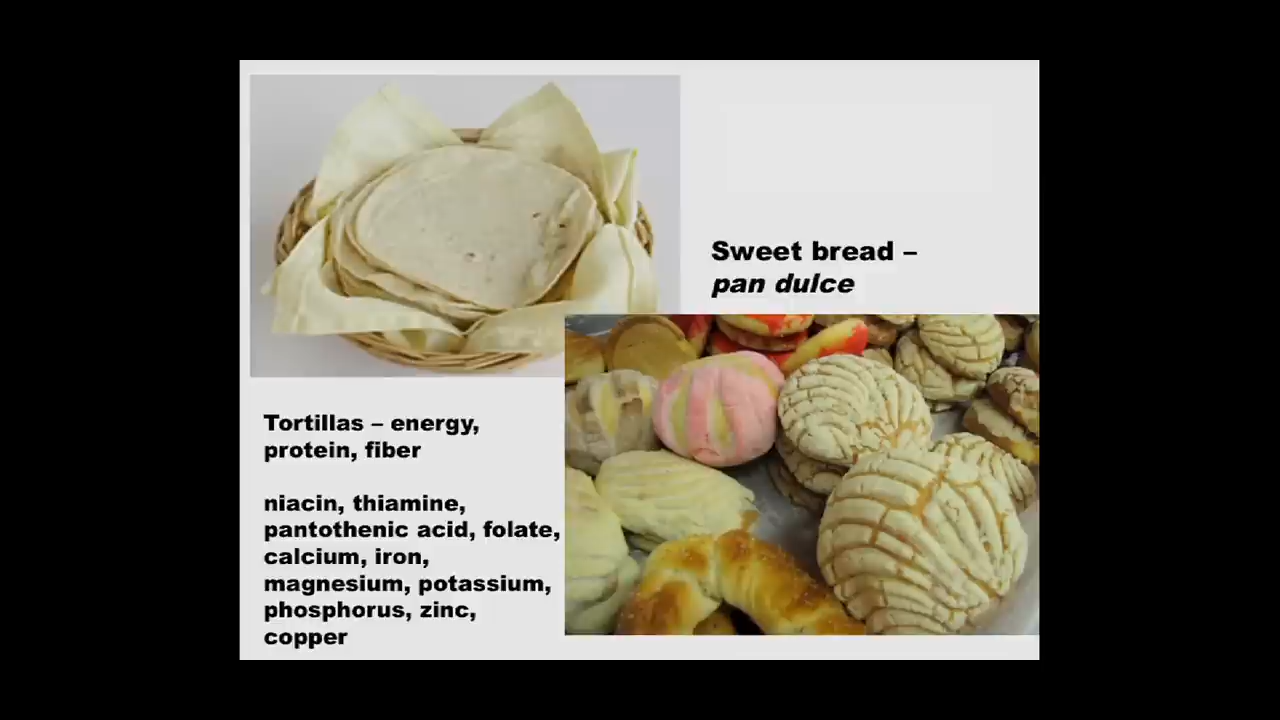 Sweet bread –
pan dulce
Tortillas – energy,
protein, fiber
niacin, thiamine,
pantothenic acid, folate,
calcium, iron,
magnesium, potassium,
phosphorus, zinc,
copper